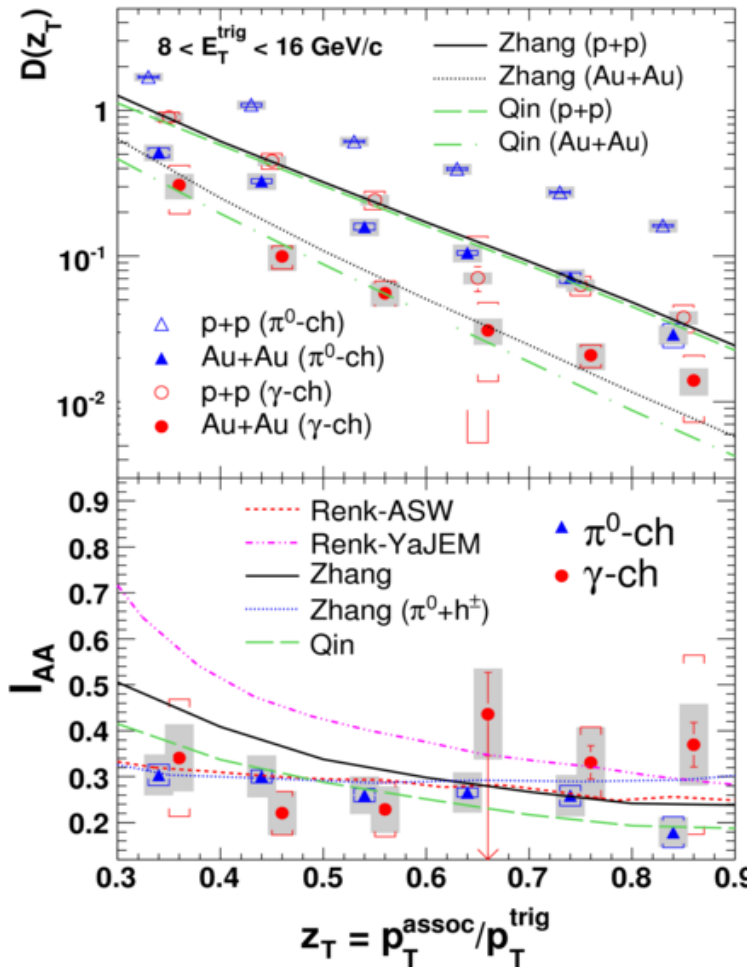 D(z_T)
8 < E_T^trig < 16 GeV/c
Zhang (p+p)
Zhang (Au+Au)
Qin (p+p)
Qin (Au+Au)
1
10^-1
10^-2
p+p (π^0-ch)
Au+Au (π^0-ch)
p+p (γ-ch)
Au+Au (γ-ch)
I_AA
0.9
0.8
0.7
0.6
0.5
0.4
0.3
0.2
Renk-ASW
Renk-YaJEM
Zhang
Zhang (π^0+h^±)
Qin
π^0-ch
γ-ch
0.3 0.4 0.5 0.6 0.7 0.8 0.9
z_T = p_T^assoc/p_T^trig